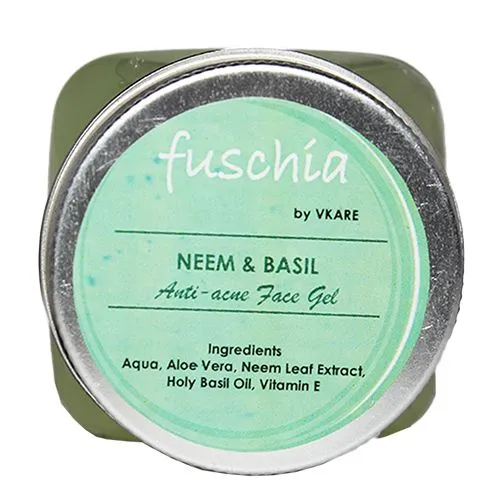 fuschia
by VKARE
NEEM & BASIL
Anti-acne Face Gel
Ingredients
Aqua, Aloe Vera, Neem Leaf Extract,
Holy Basil Oil, Vitamin E